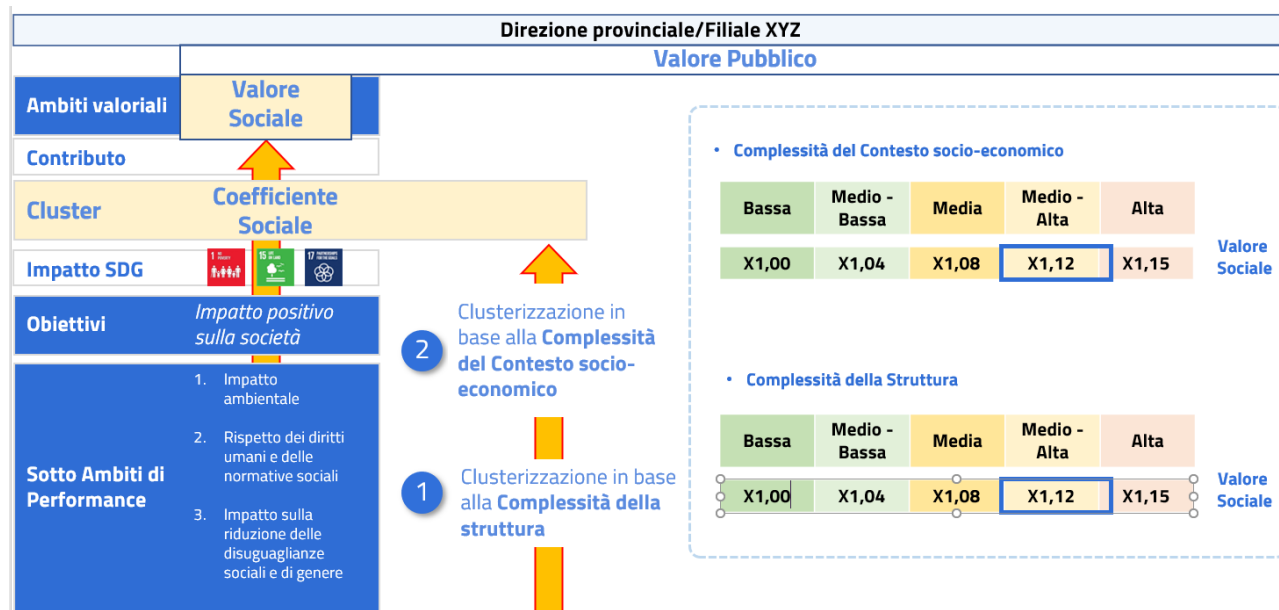 Direzione provinciale/Filiale XYZ
Valore Pubblico
Ambiti valoriali
Valore
Sociale
Contributo
Cluster
Coefficiente
Sociale
Impatto SDG
1
15
17
Obiettivi
Impatto positivo
sulla società
Sotto Ambiti di
Performance
1. Impatto
ambientale
2. Rispetto dei diritti
umani e delle
normative sociali
3. Impatto sulla
riduzione delle
disuguaglianze
sociali e di genere
2
Clusterizzazione in
base alla Complessità
del Contesto socio-
economico
1
Clusterizzazione in base
alla Complessità della
struttura
• Complessità del Contesto socio-economico
Bassa
Medio -
Bassa
Media
Medio -
Alta
Alta
X1,00 X1,04 X1,08 X1,12 X1,15
Valore
Sociale
• Complessità della Struttura
Bassa
Medio -
Bassa
Media
Medio -
Alta
Alta
X1,00 X1,04 X1,08 X1,12 X1,15
Valore
Sociale